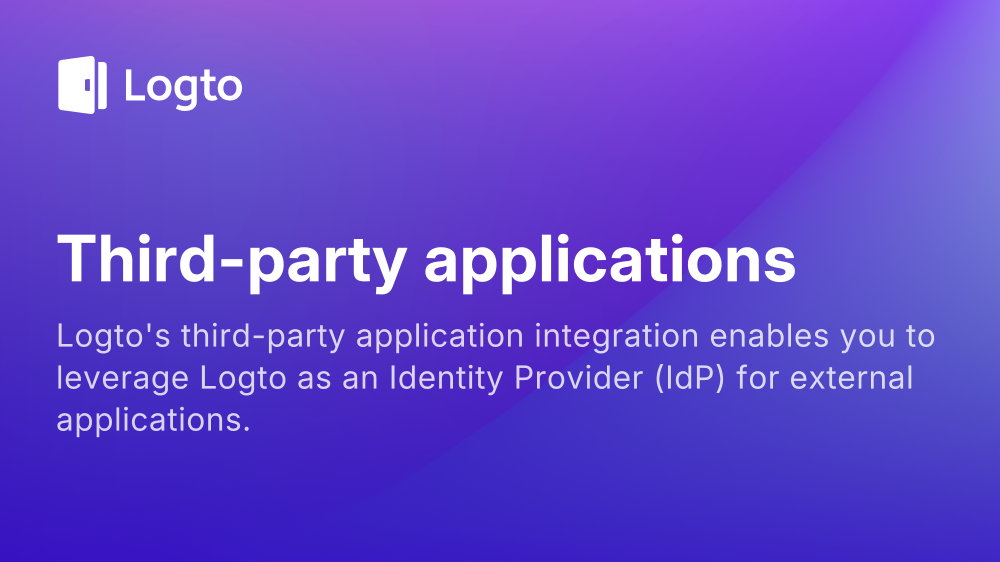 Logto
Third-party applications
Logto's third-party application integration enables you to
leverage Logto as an Identity Provider (IdP) for external
applications.